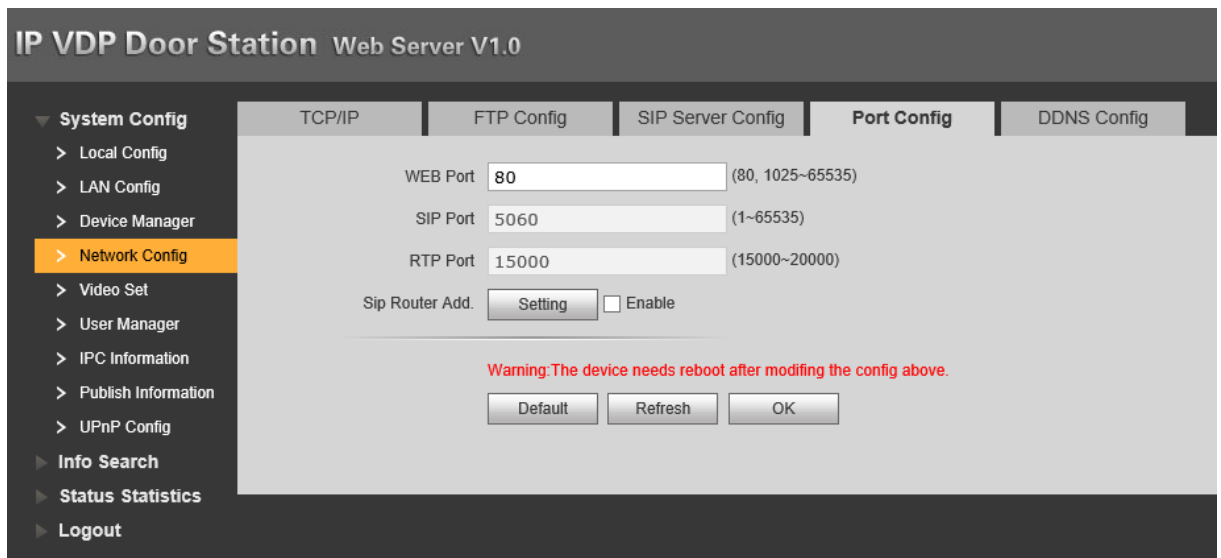 IP VDP Door Station Web Server V1.0
System Config
Local Config
LAN Config
Device Manager
Network Config
Video Set
User Manager
IPC Information
Publish Information
UPnP Config
Info Search
Status Statistics
Logout
TCP/IP FTP Config SIP Server Config Port Config DDNS Config
WEB Port 80 (80, 1025~65535)
SIP Port 5060 (1~65535)
RTP Port 15000 (15000~20000)
Sip Router Add. Setting Enable
Warning:The device needs reboot after modifing the config above.
Default Refresh OK